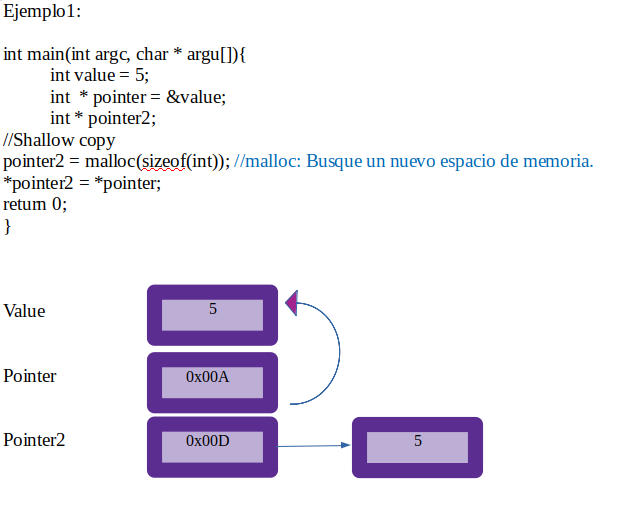 Ejemplo1:
int main(int argc, char * argu[]){
int value = 5;
int * pointer = &value;
int * pointer2;
//Shallow copy
pointer2 = malloc(sizeof(int)); //malloc: Busque un nuevo espacio de memoria.
*pointer2 = *pointer;
return 0;
}
Value
5
Pointer
0x00A
Pointer2
0x00D
5